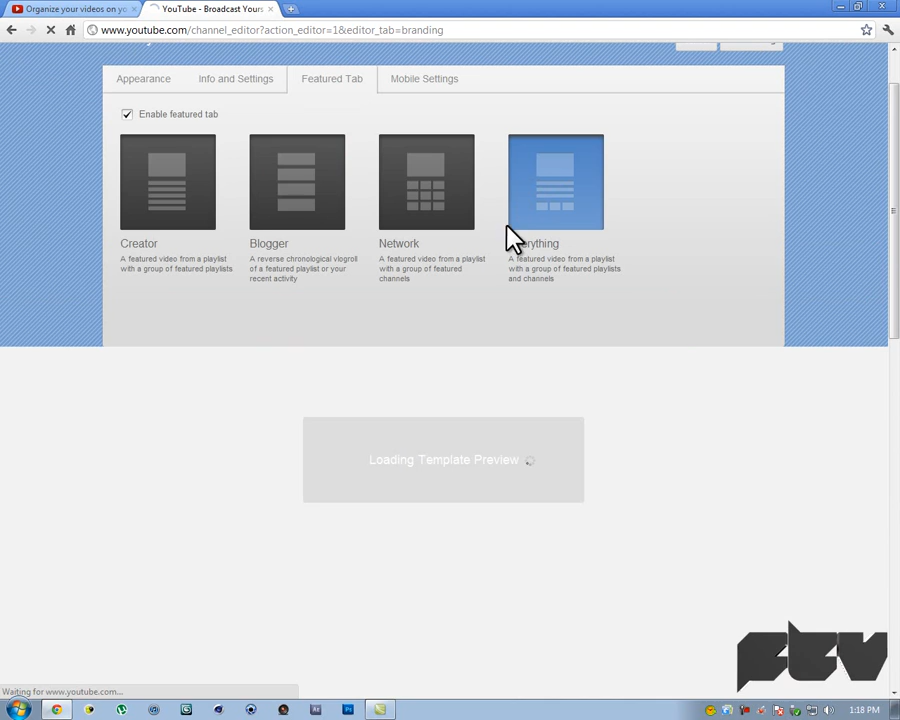 Organize your videos on yo
YouTube - Broadcast Yours
www.youtube.com/channel_editor?action_editor=1&editor_tab=branding
Appearance
Info and Settings
Featured Tab
Mobile Settings
Enable featured tab
Creator
A featured video from a playlist
with a group of featured playlists
Blogger
A reverse chronological vlogroll
of a featured playlist or your
recent activity
Network
A featured video from a playlist
with a group of featured
channels
erything
A featured video from a playlist
with a group of featured playlists
and channels
Loading Template Preview
Waiting for www.youtube.com...
1:18 PM